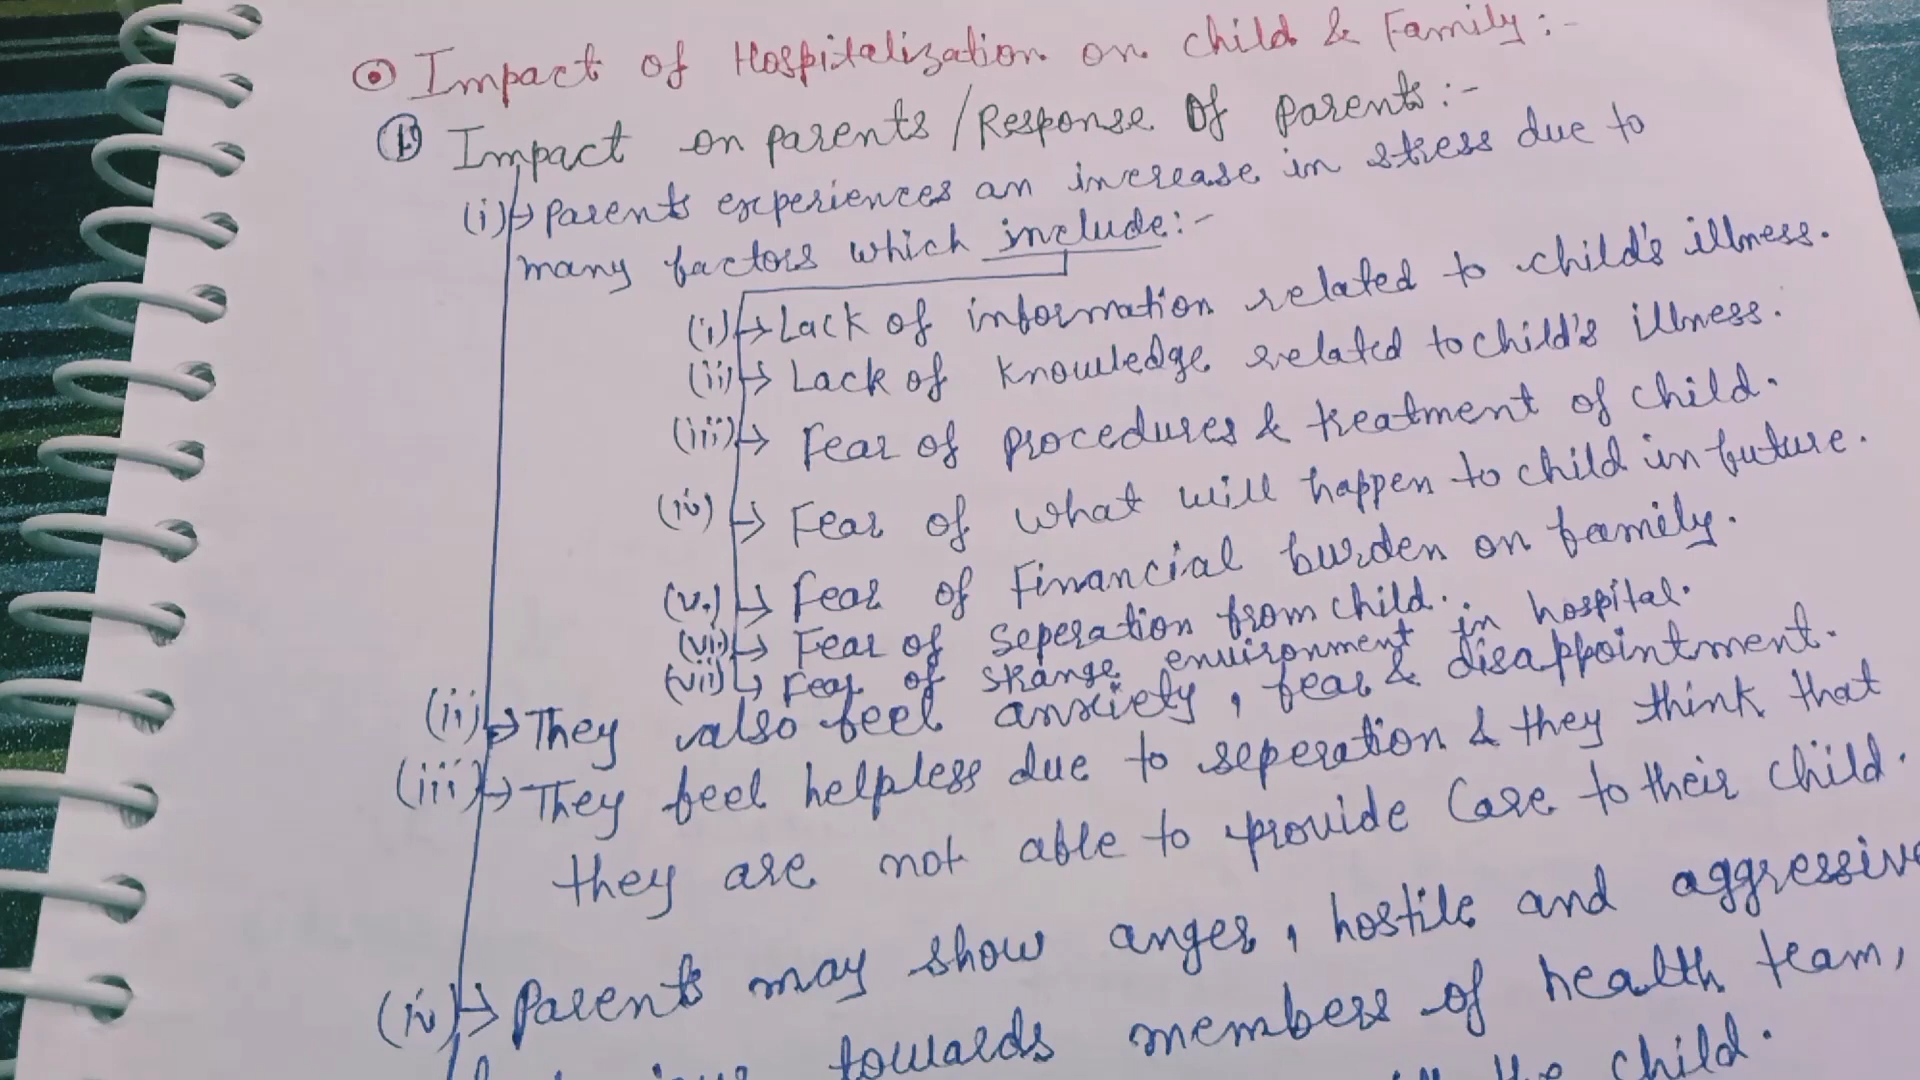 Impact of Hospitalization on child & Family:-
1. Impact on parents / Response Of parents:-
(i) → Parents experiences an increase in stress due to
many factors which include:-
(i) → Lack of information related to child's illness.
(ii) → Lack of knowledge related to child's illness.
(iii) → Fear of procedures & treatment of child.
(iv) → Fear of what will happen to child in future.
(v.) → Fear of Financial burden on family.
(vi) → Fear of seperation from child.
(vii) → Fear of strange environment in hospital.
(ii) → They also feel anxiety, fear & disappointment.
(iii) → They feel helpless due to seperation & they think that
they are not able to provide Care to their child.
(iv) → Parents may show anger, hostile and aggressive
towards members of health team,
the child.